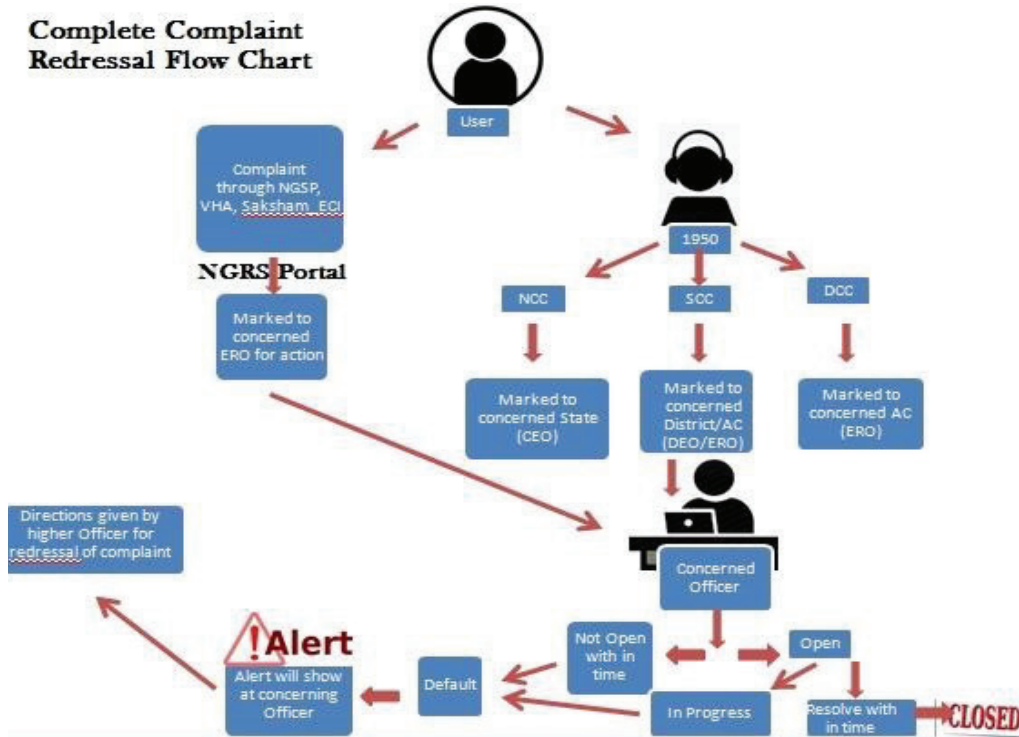 Complete Complaint
Redressal Flow Chart
User
Complaint
through NGSP,
VHA, Saksham_ECI
1950
NGRS Portal
NCC
SCC
DCC
Marked to
concerned
ERO for action
Marked to
concerned State
(CEO)
Marked to
concerned
District/AC
(DEO/ERO)
Marked to
concerned AC
(ERO)
Directions given by
higher Officer for
redressal of complaint
Concerned
Officer
Alert
Alert will show
at concerning
Officer
Default
Not Open
with in
time
Open
In Progress
Resolve with
in time
CLOSED